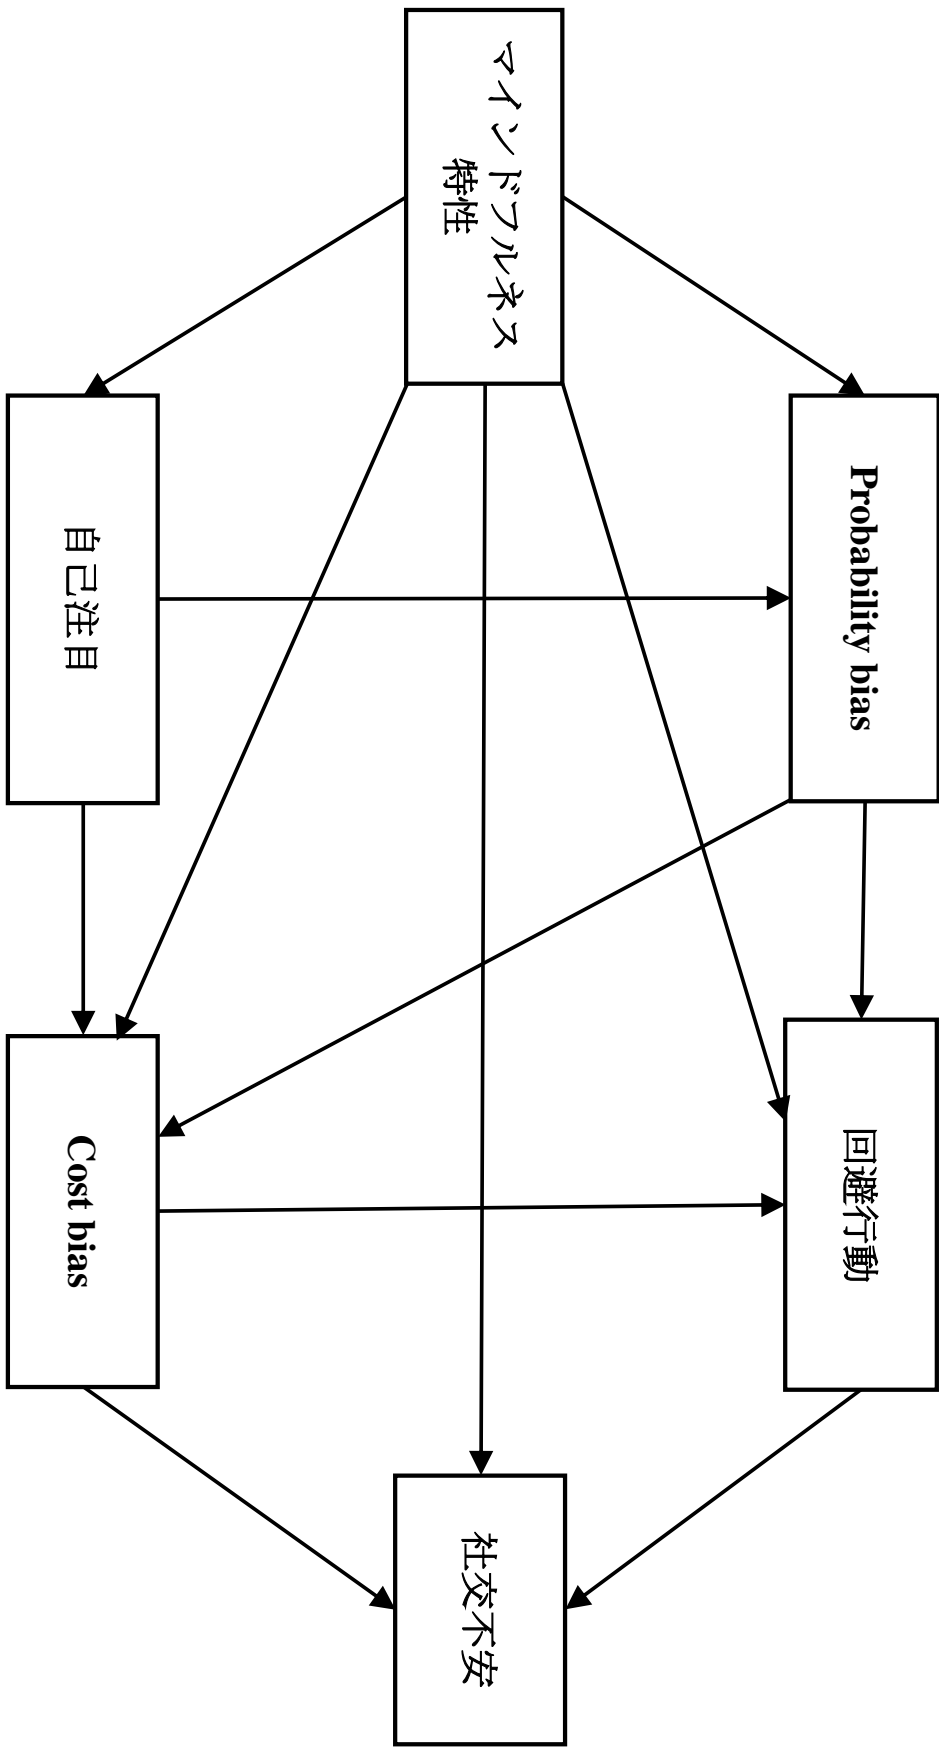 マインドフルネス
特性
Probability bias
自己注目
回避行動
Cost bias
社交不安